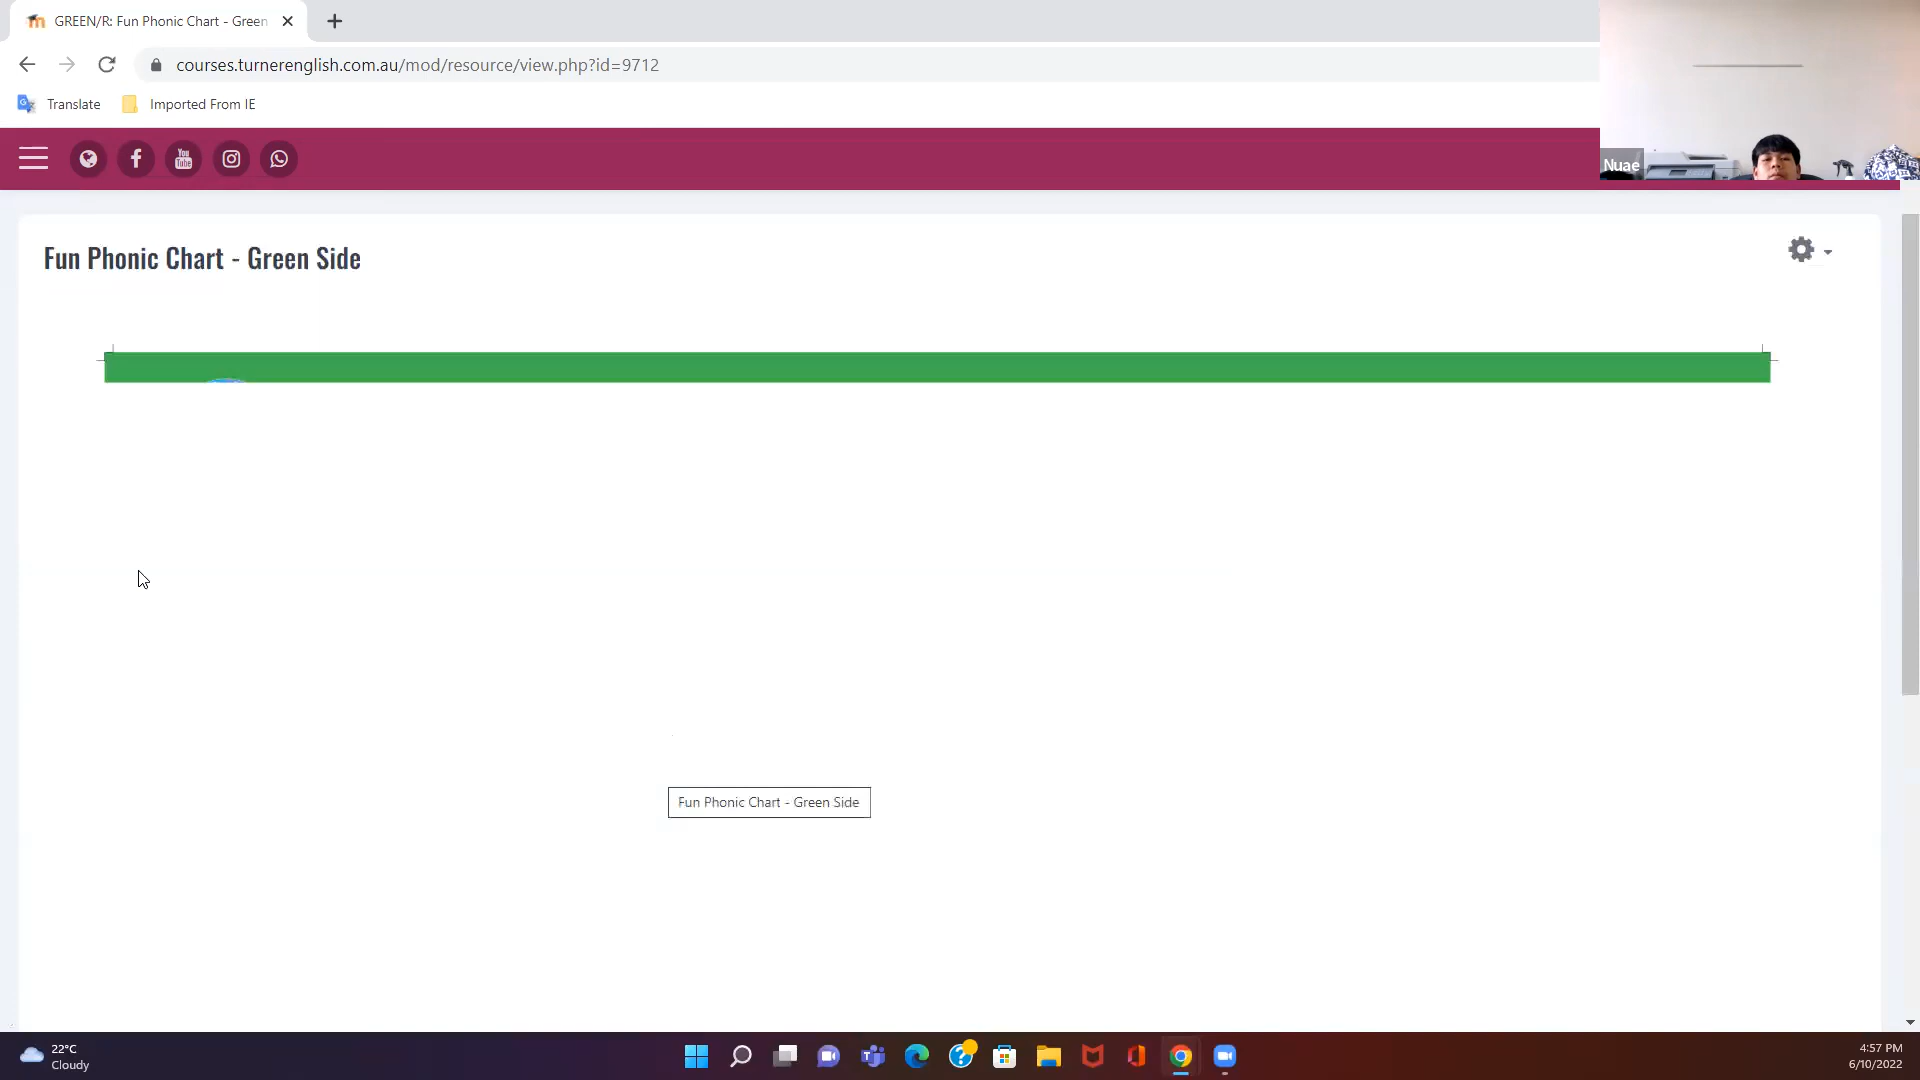 GREEN/R: Fun Phonic Chart - Green
courses.turnerenglish.com.au/mod/resource/view.php?id=9712
Translate
Imported From IE
You
Tube
Nuae
Fun Phonic Chart - Green Side
Fun Phonic Chart - Green Side
22°C
Cloudy
4:57 PM
6/10/2022